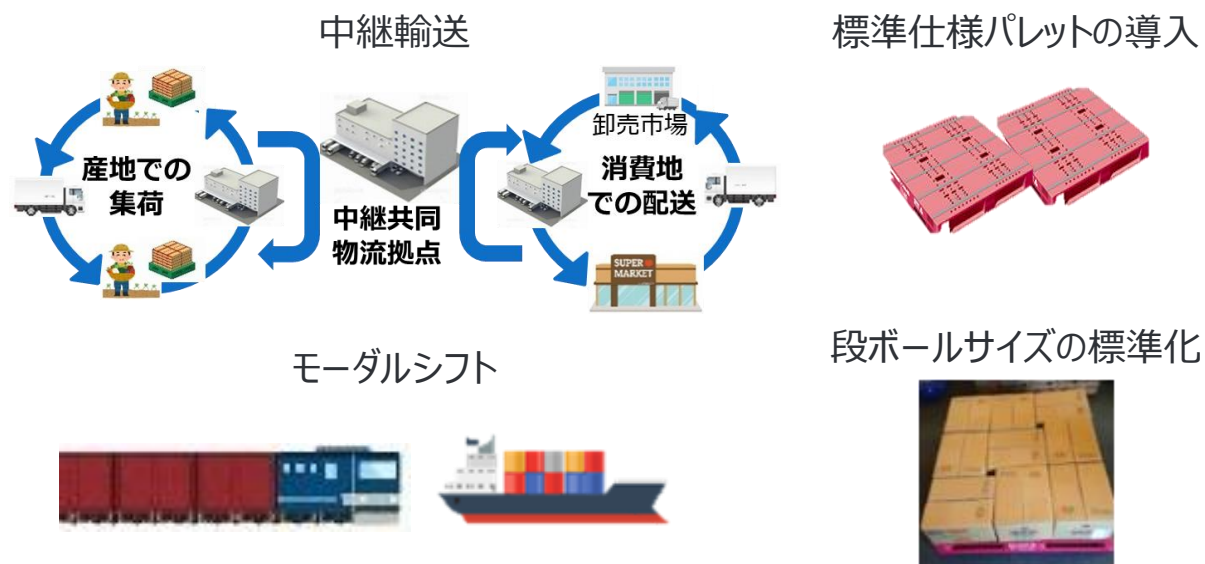 中継輸送
標準仕様パレットの導入
産地での
集荷
中継共同
物流拠点
卸売市場
消費地
での配送
SUPER
MARKET
モーダルシフト
段ボールサイズの標準化